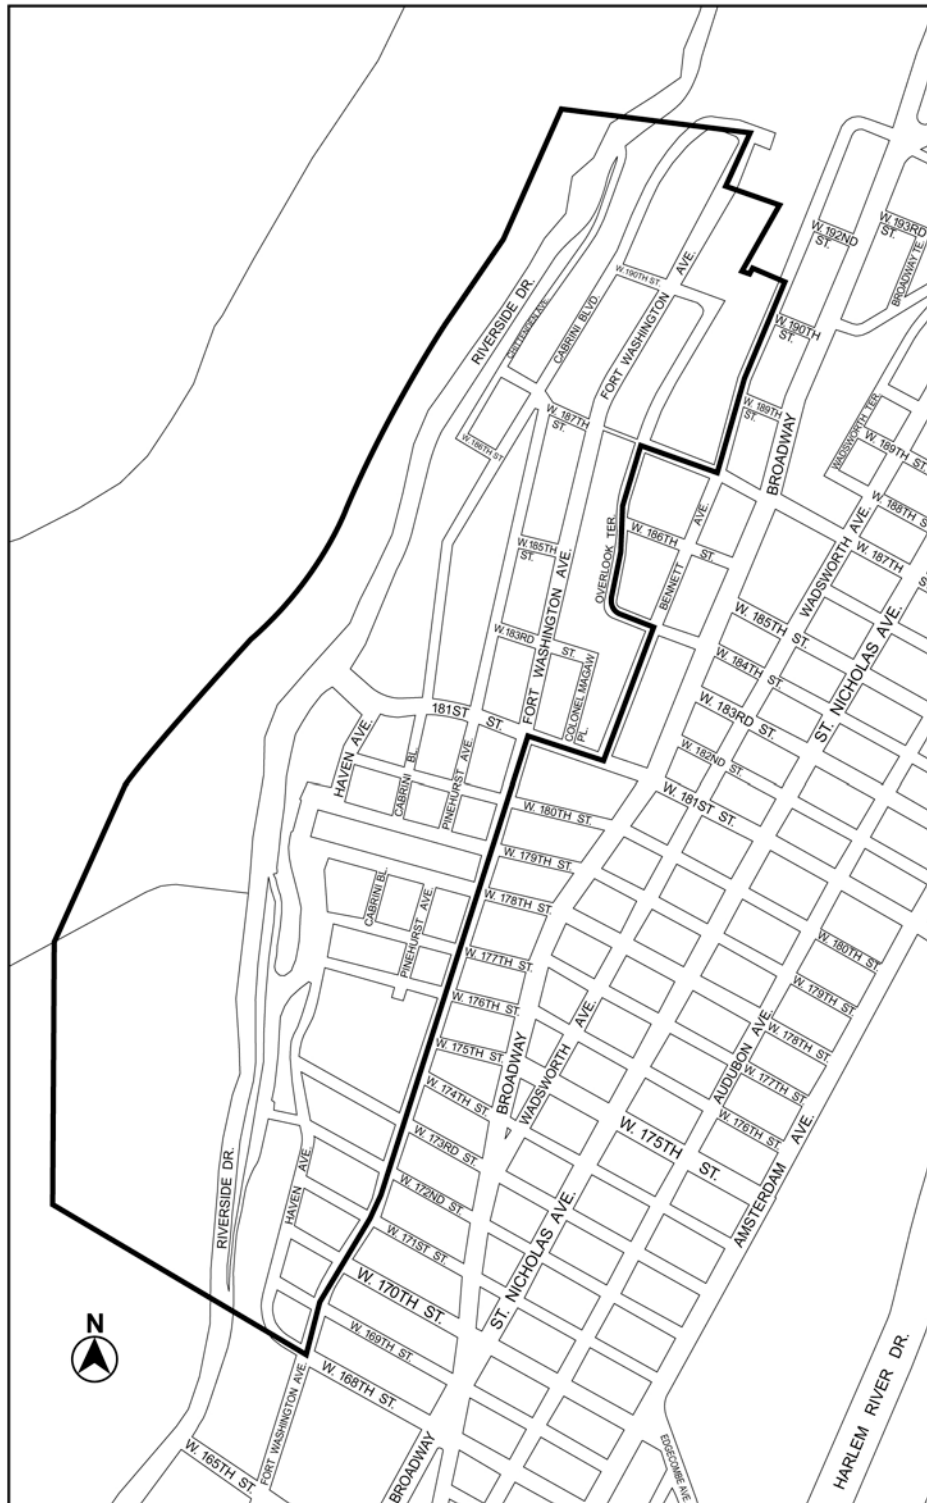 W. 192ND
ST.
W. 193RD
ST.
BROADWAY TE
AVE.
W. 190TH ST.
RIVERSIDE DR.
CHITTENDEN AVE.
CABRINI BLVD.
FORT WASHINGTON
W. 190TH
ST.
W. 189TH
ST.
WADSWORTH TER.
W. 187TH
ST.
BROADWAY
W. 189TH ST.
W. 186TH ST
W. 188TH S
AVE.
OVERLOOK TER.
W. 186TH
ST.
WADSWORTH AVE.
W. 187TH
S
W. 185TH
ST.
FORT WASHINGTON AVE.
BENNETT
W. 185TH
ST.
ST. NICHOLAS AVE.
W. 183RD
ST.
W. 184TH
ST.
COLONEL MAGAW
PL.
W. 183RD
ST.
181ST
ST.
HAVEN AVE.
CABRINI
BL.
PINEHURST
AVE.
W. 182ND
ST.
W. 181ST
ST.
W. 180TH ST.
W. 179TH ST.
CABRINI BL.
PINEHURST AVE.
W. 178TH ST.
W. 180TH
ST.
W. 177TH ST.
W. 179TH
ST.
W. 176TH ST.
BROADWAY
WADSWORTH
AVE.
AUDUBON AVE.
W. 178TH
ST.
W. 175TH ST.
W. 177TH
ST.
W. 174TH ST.
W. 175TH
ST.
W. 176TH
ST.
W. 173RD ST.
AMSTERDAM
AVE.
RIVERSIDE DR.
HAVEN
AVE.
W. 172ND ST.
W. 171ST ST.
ST. NICHOLAS AVE.
W. 170TH ST.
N
W. 169TH ST.
W. 168TH ST.
FORT WASHINGTON AVE.
HARLEM RIVER DR.
W. 165TH
ST.
BROADWAY
EDGECOMBE AVE.